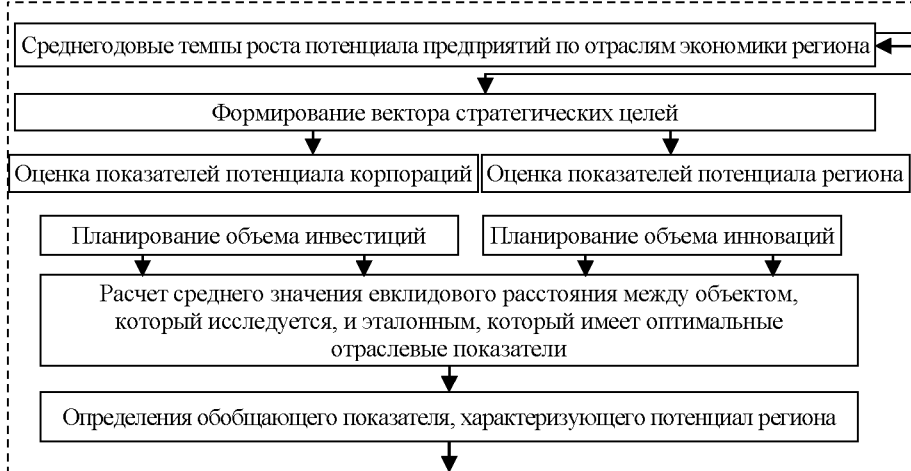 Среднегодовые темпы роста потенциала предприятий по отраслям экономики региона
Формирование вектора стратегических целей
Оценка показателей потенциала корпораций
Оценка показателей потенциала региона
Планирование объема инвестиций
Планирование объема инноваций
Расчет среднего значения евклидового расстояния между объектом,
который исследуется, и эталонным, который имеет оптимальные
отраслевые показатели
Определения обобщающего показателя, характеризующего потенциал региона